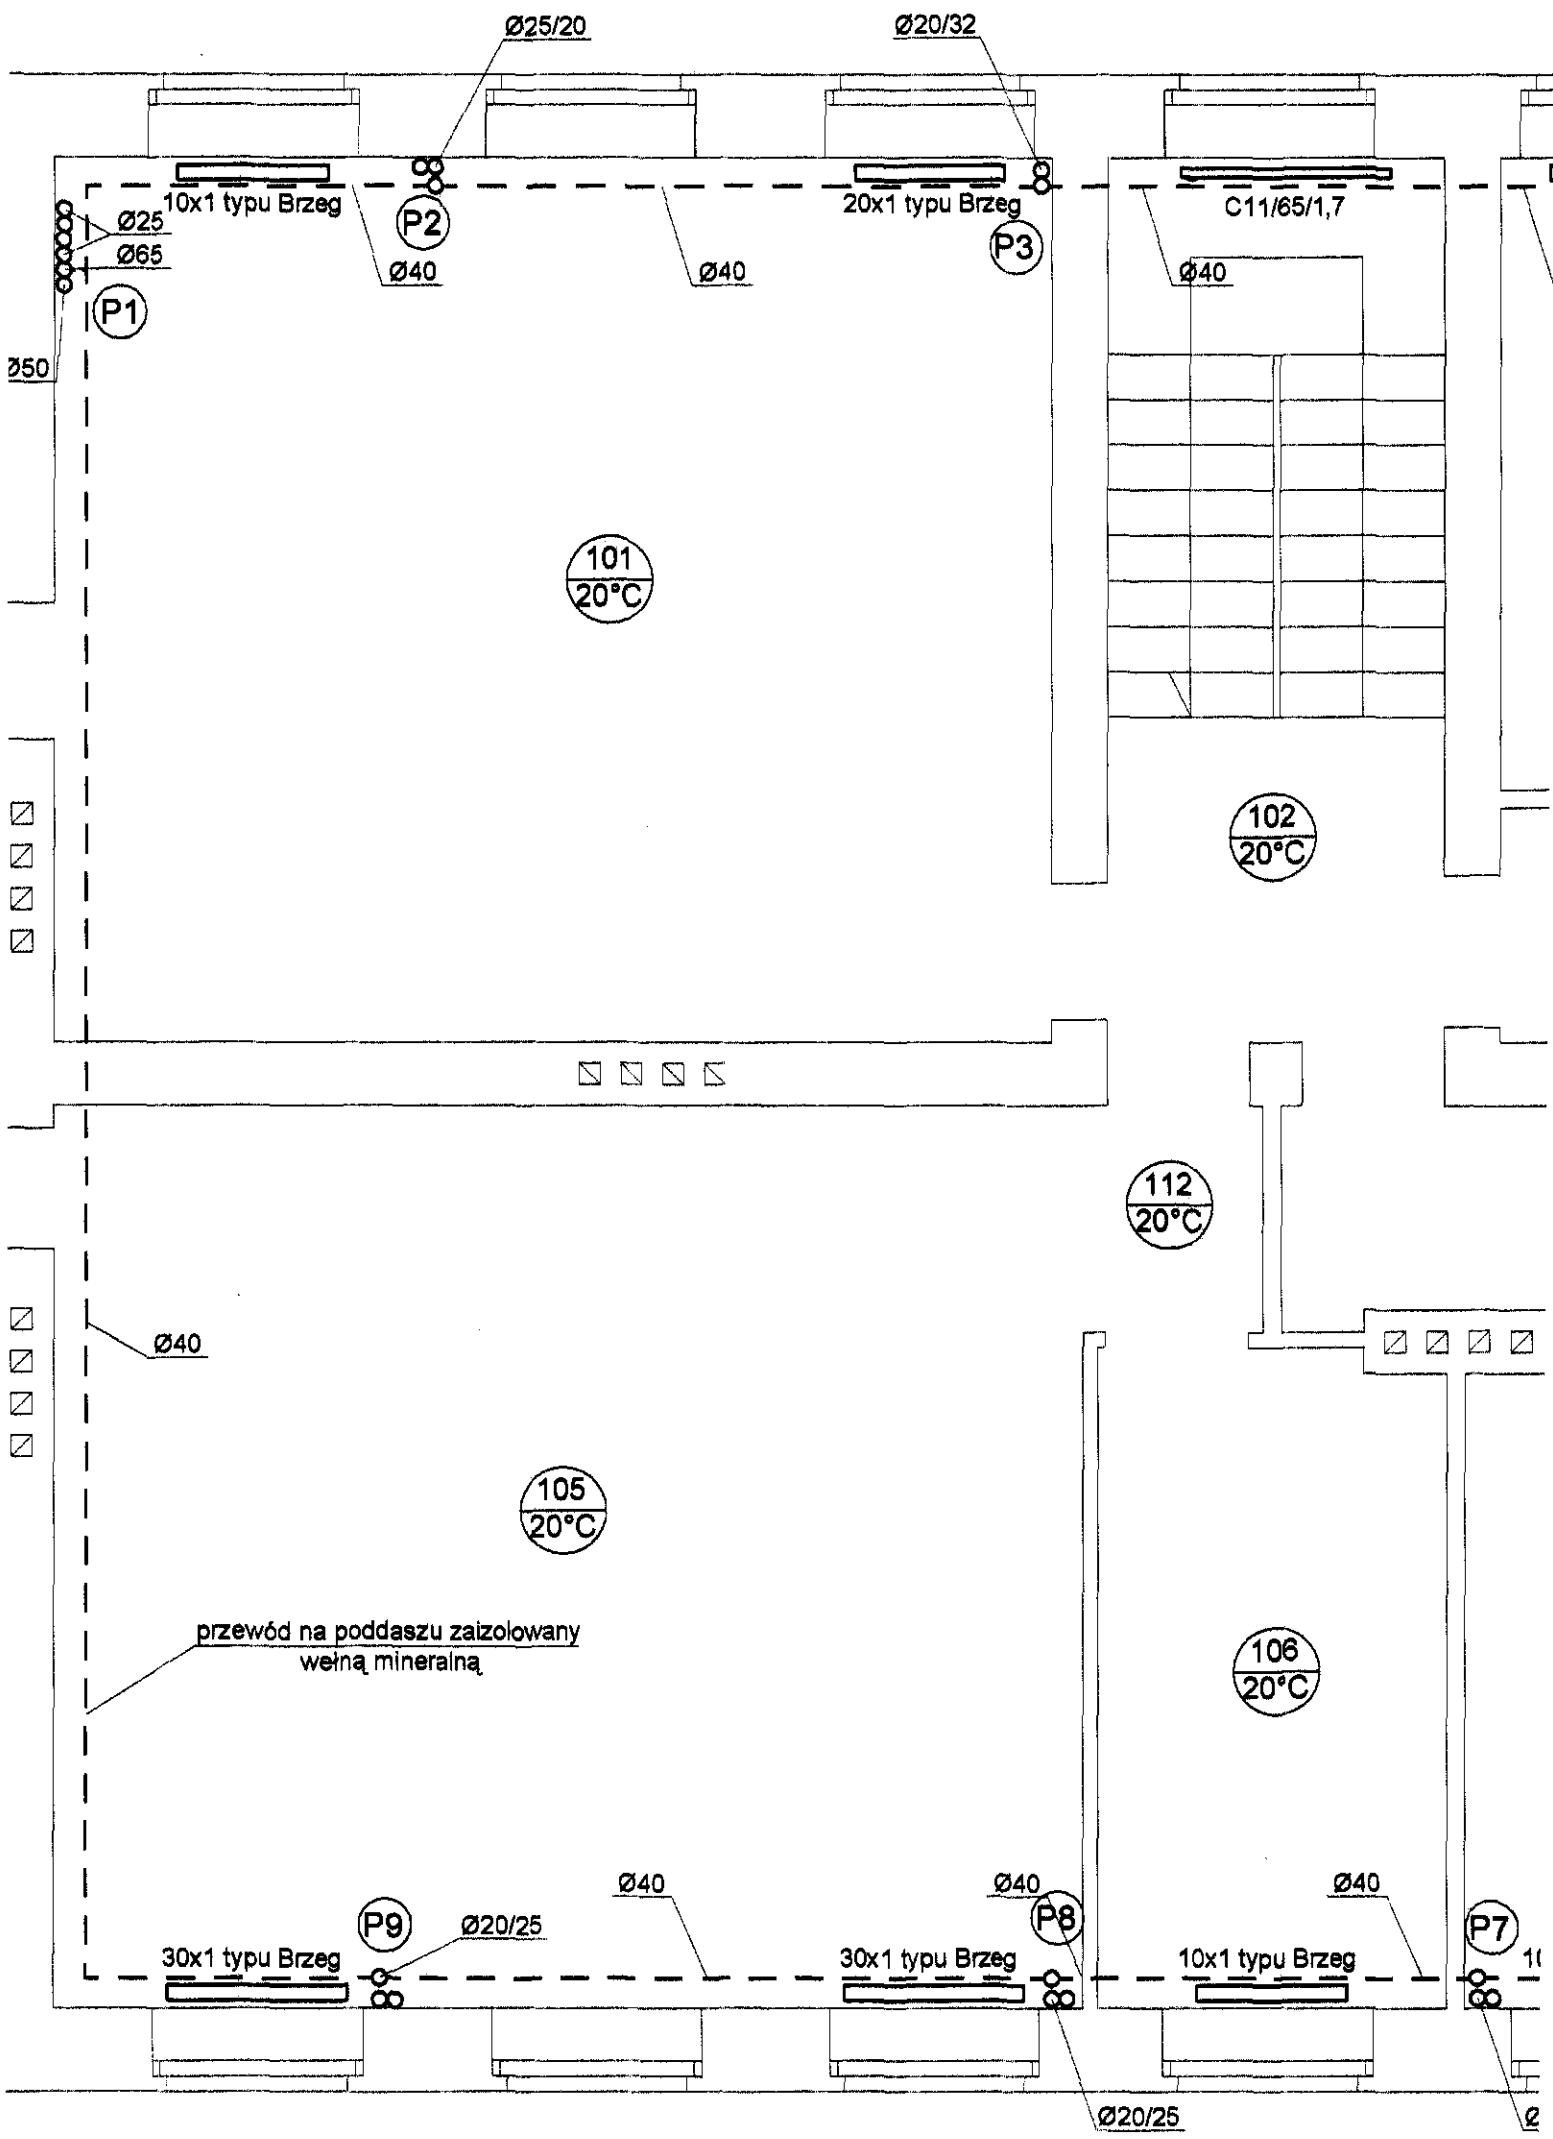 Ø25/20
Ø20/32
10x1 typu Brzeg
20x1 typu Brzeg
C11/65/1,7
Ø25
P2
P3
Ø65
Ø40
Ø40
Ø40
P1
Ø50
101
20°C
102
20°C
112
20°C
Ø40
105
20°C
przewód na poddaszu zaizolowany
wełną mineralną
106
20°C
Ø40
Ø40
Ø40
P9
Ø20/25
P8
P7
30x1 typu Brzeg
30x1 typu Brzeg
10x1 typu Brzeg
10
Ø20/25
Ø